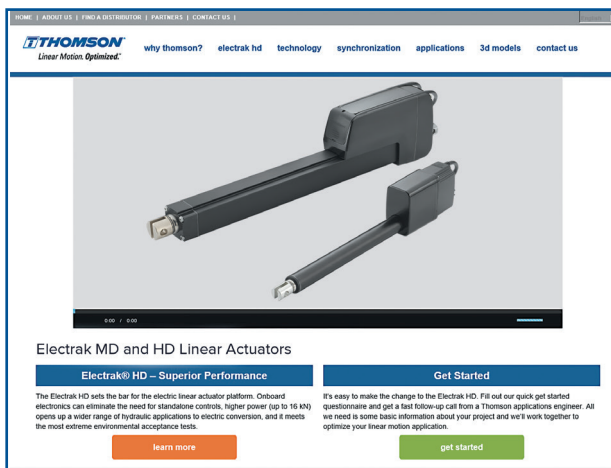 HOME | ABOUT US | FIND A DISTRIBUTOR | PARTNERS | CONTACT US |
THOMSON®
Linear Motion. Optimized.™
why thomson? electrak hd technology synchronization applications 3d models contact us
0:00 / 0:00
Electrak MD and HD Linear Actuators
Electrak® HD – Superior Performance
The Electrak HD sets the bar for the electric linear actuator platform. Onboard
electronics can eliminate the need for standalone controls, higher power (up to 16 kN)
opens up a wider range of hydraulic applications to electric conversion, and it meets
the most extreme environmental acceptance tests.
learn more
Get Started
It's easy to make the change to the Electrak HD. Fill out our quick get started
questionnaire and get a fast follow-up call from a Thomson applications engineer. All
we need is some basic information about your project and we'll work together to
optimize your linear motion application.
get started